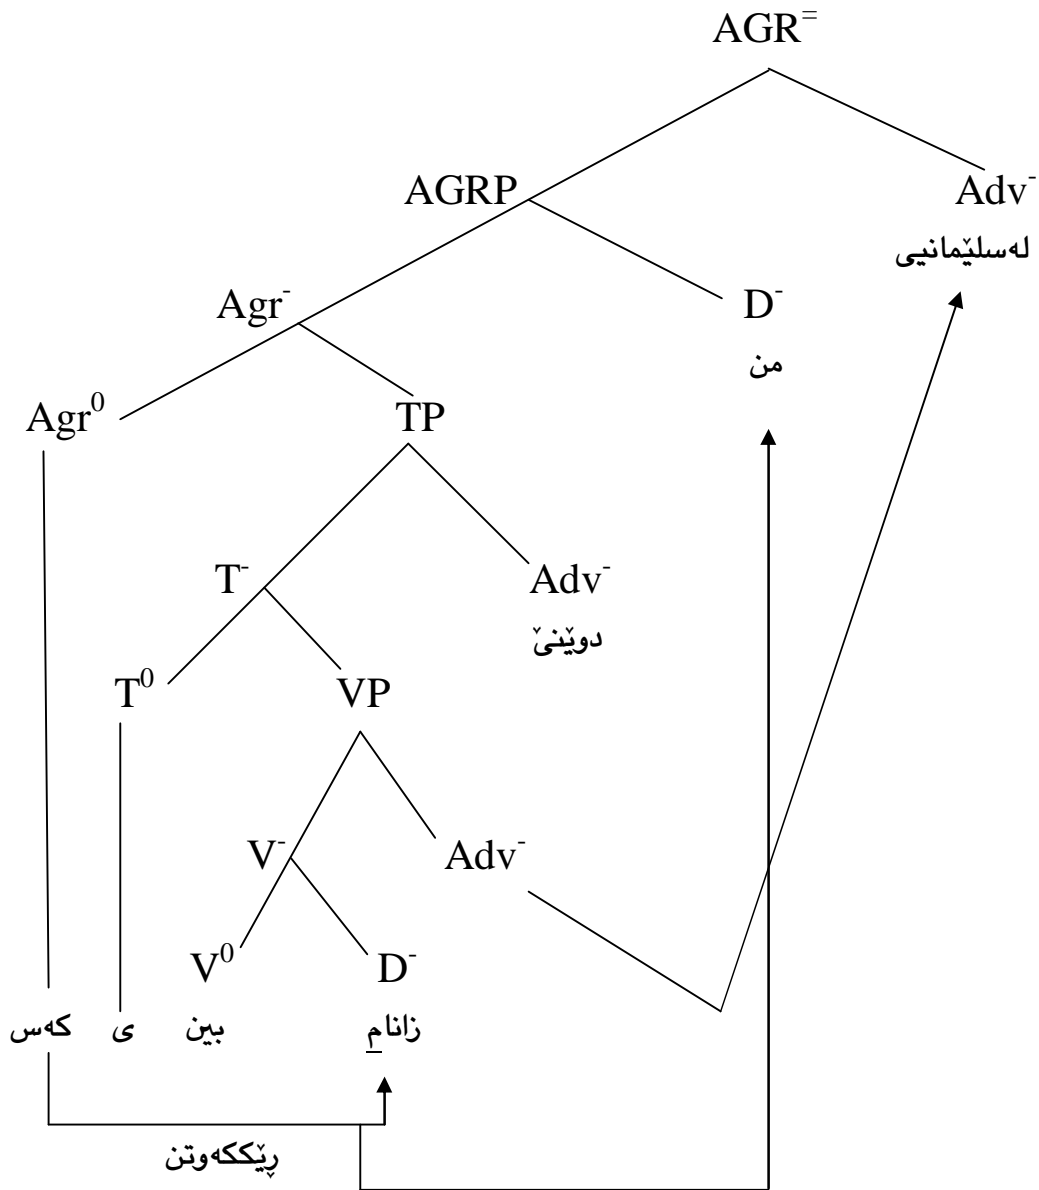 AGR⁼
AGRP
Adv⁻
لەسلێمانیی
Agr⁻
D⁻
من
Agr⁰
TP
T⁻
Adv⁻
دوێنێ
T⁰
VP
V⁻
Adv⁻
V⁰
D⁻
زانام بین ی کەس
ڕێککەوتن